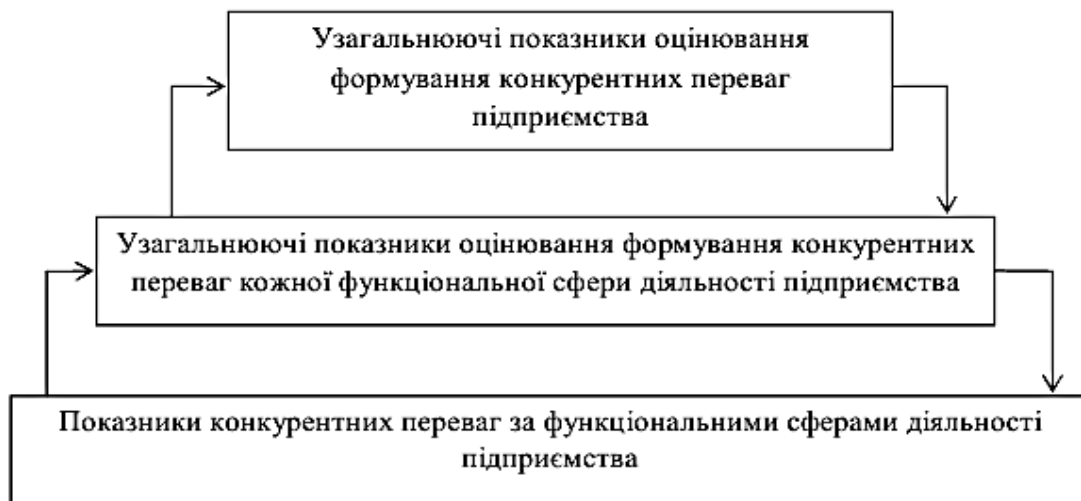 Узагальнюючі показники оцінювання
формування конкурентних переваг
підприємства
Узагальнюючі показники оцінювання формування конкурентних
переваг кожної функціональної сфери діяльності підприємства
Показники конкурентних переваг за функціональними сферами діяльності
підприємства